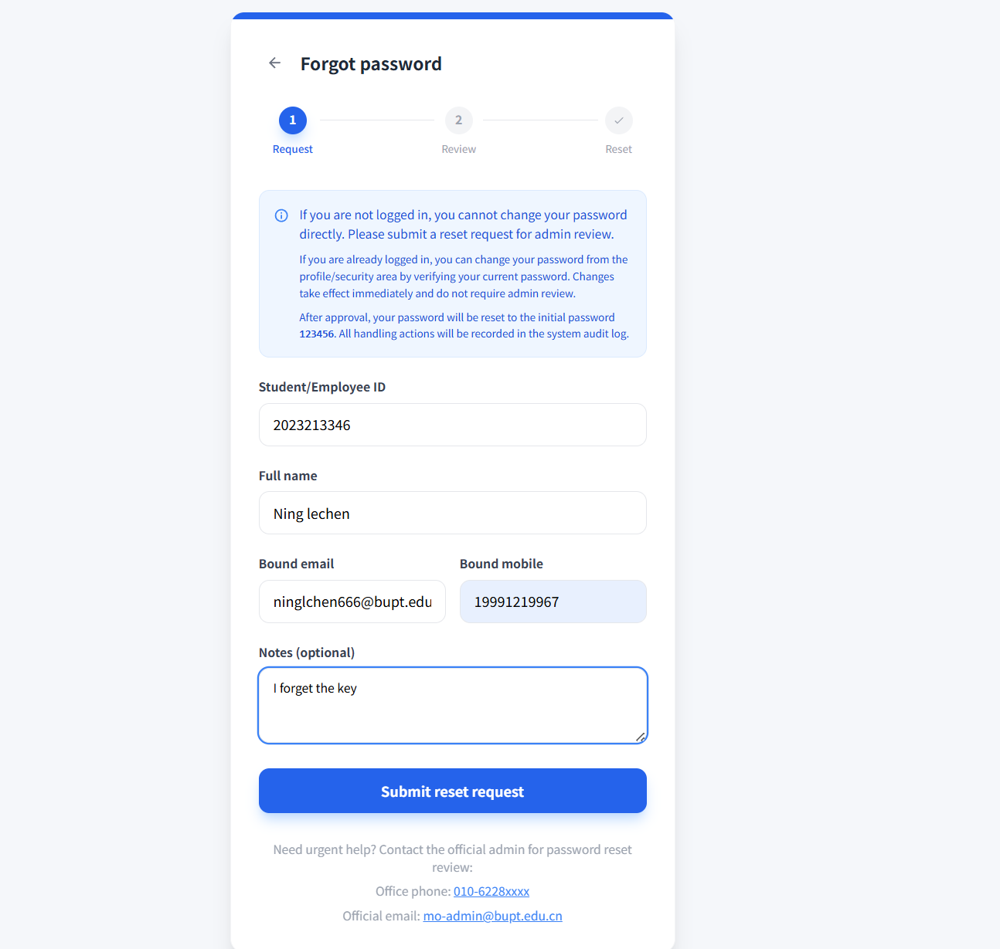 Forgot password
1
2
Request
Review
Reset
If you are not logged in, you cannot change your password
directly. Please submit a reset request for admin review.
If you are already logged in, you can change your password from the
profile/security area by verifying your current password. Changes
take effect immediately and do not require admin review.
After approval, your password will be reset to the initial password
123456. All handling actions will be recorded in the system audit log.
Student/Employee ID
2023213346
Full name
Ning lechen
Bound email
Bound mobile
ninglchen666@bupt.edu
19991219967
Notes (optional)
I forget the key
Submit reset request
Need urgent help? Contact the official admin for password reset
review:
Office phone: 010-6228xxxx
Official email: mo-admin@bupt.edu.cn